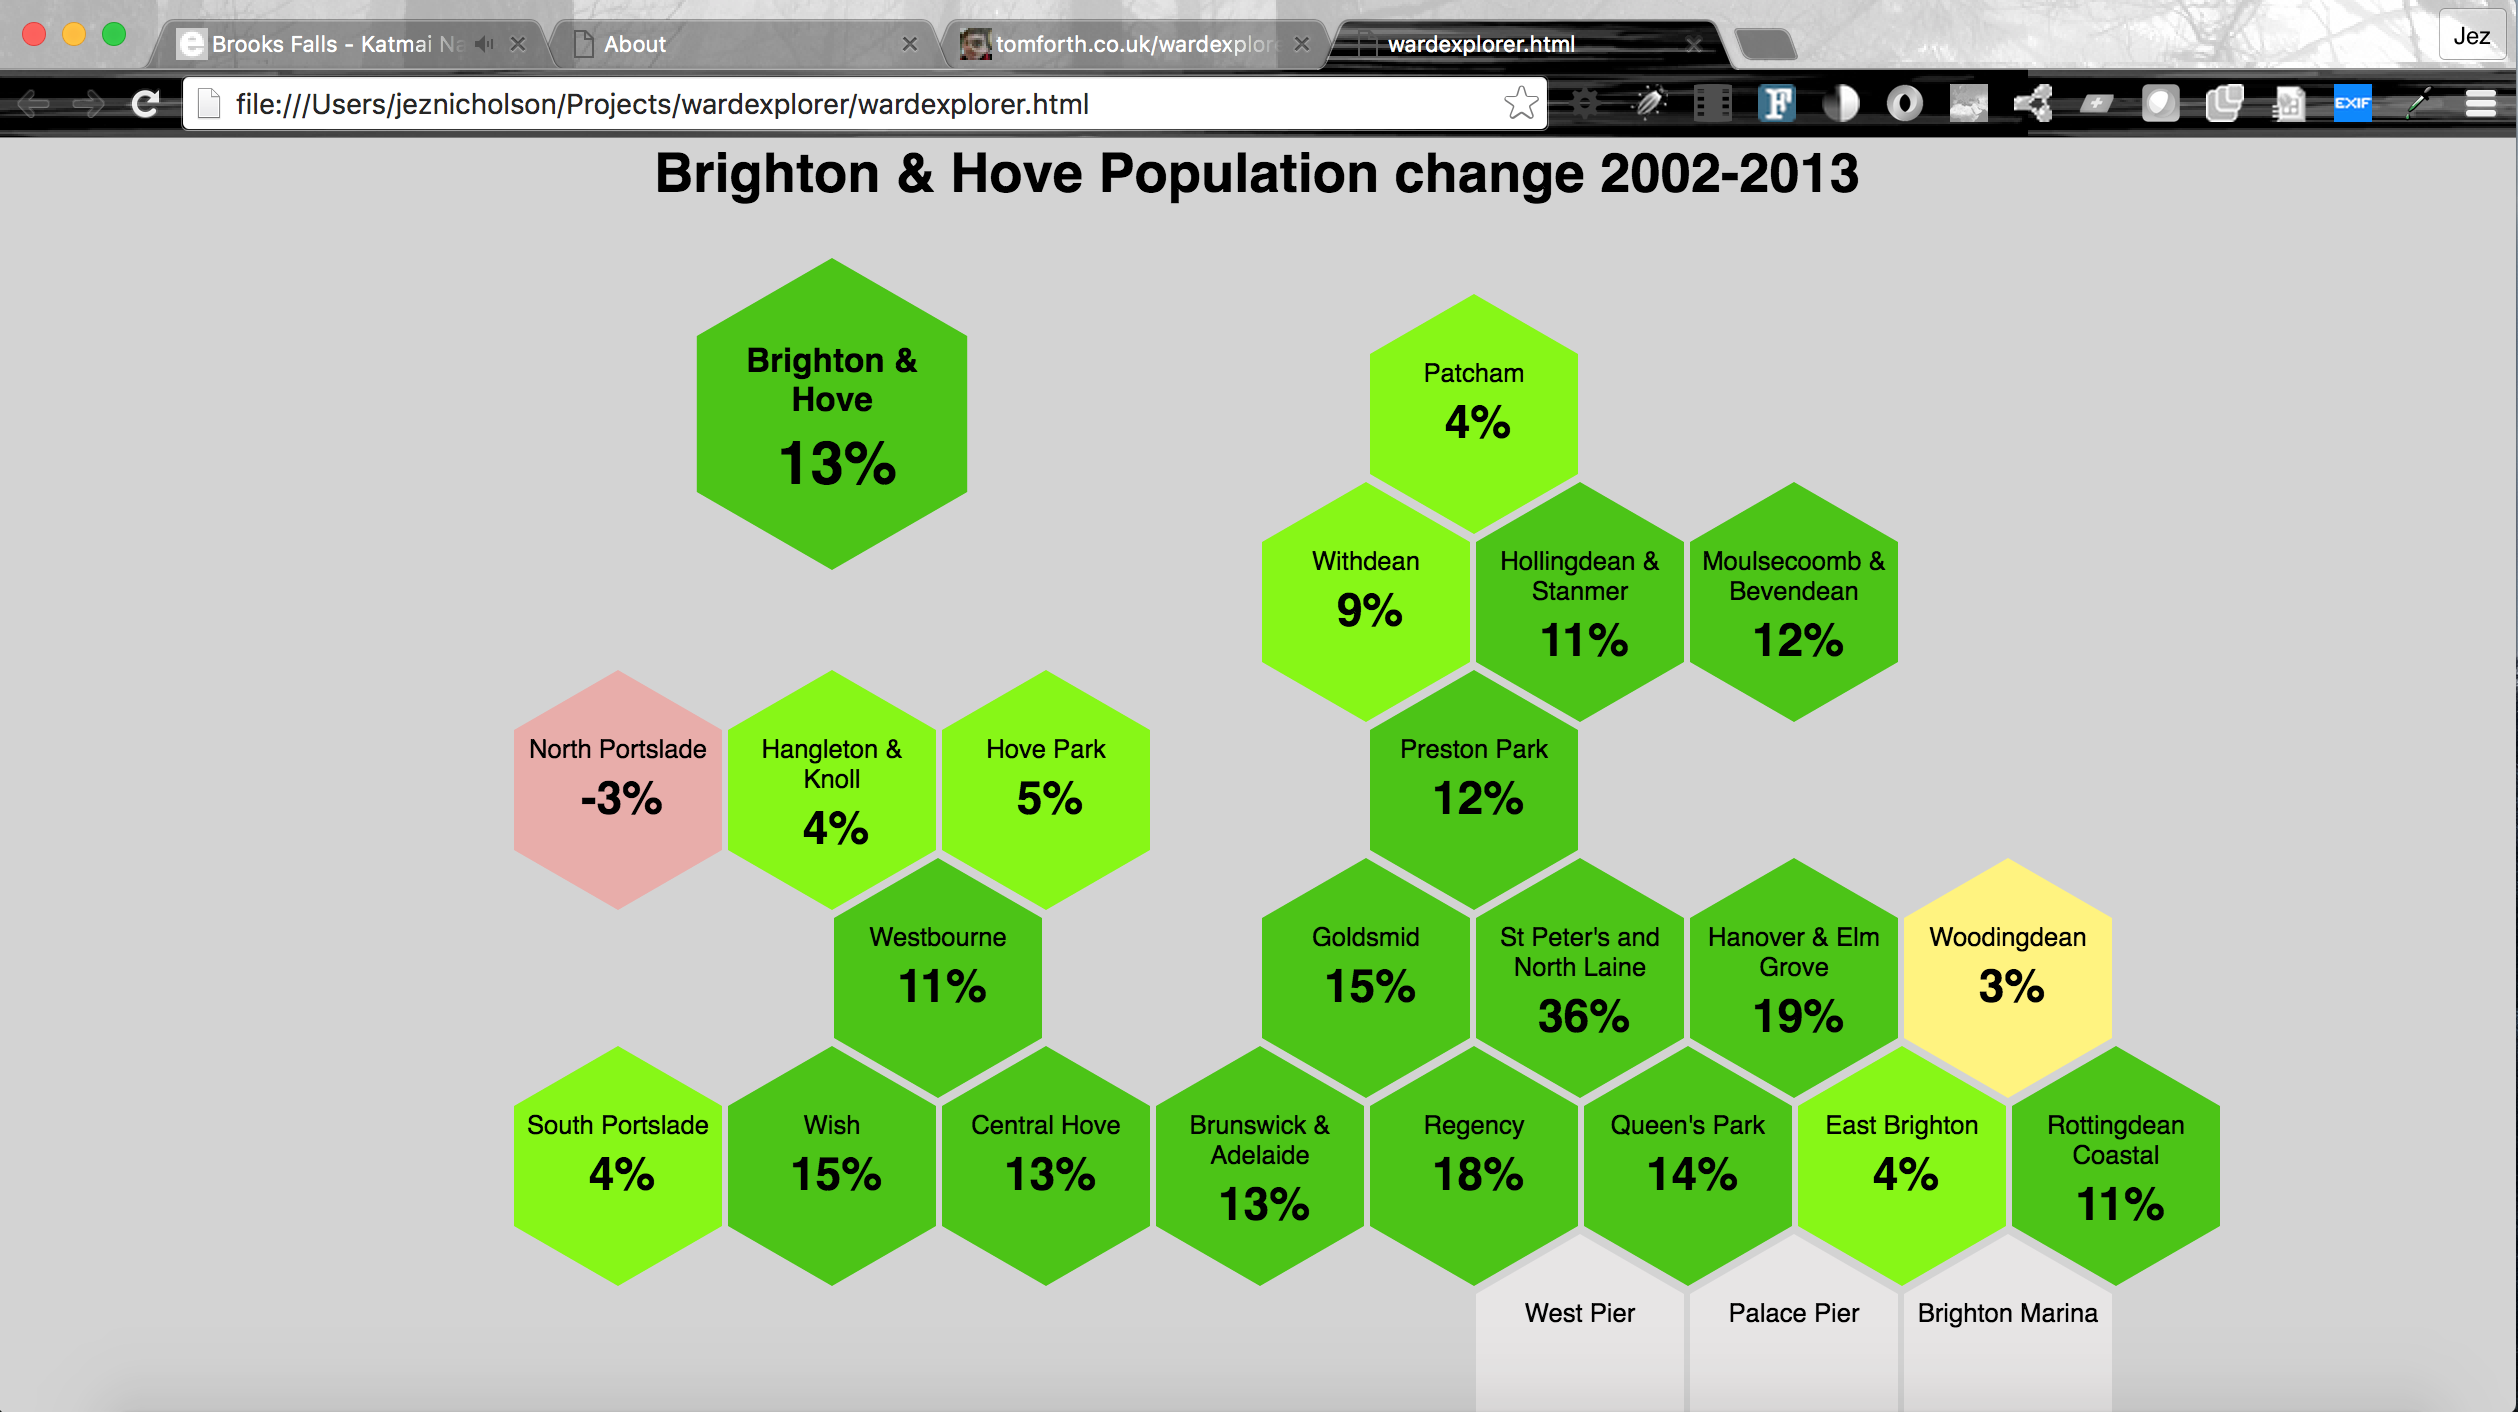 Brooks Falls - Katmai Na
About
tomforth.co.uk/wardexplore
wardexplorer.html
Jez
file:///Users/jeznicholson/Projects/wardexplorer/wardexplorer.html
F
EXIF
Brighton & Hove Population change 2002-2013
Brighton &
Hove
13%
Patcham
4%
Withdean
9%
Hollingdean &
Stanmer
11%
Moulsecoomb &
Bevendean
12%
North Portslade
-3%
Hangleton &
Knoll
4%
Hove Park
5%
Preston Park
12%
Westbourne
11%
Goldsmid
15%
St Peter's and
North Laine
36%
Hanover & Elm
Grove
19%
Woodingdean
3%
South Portslade
4%
Wish
15%
Central Hove
13%
Brunswick &
Adelaide
13%
Regency
18%
Queen's Park
14%
East Brighton
4%
Rottingdean
Coastal
11%
West Pier
Palace Pier
Brighton Marina